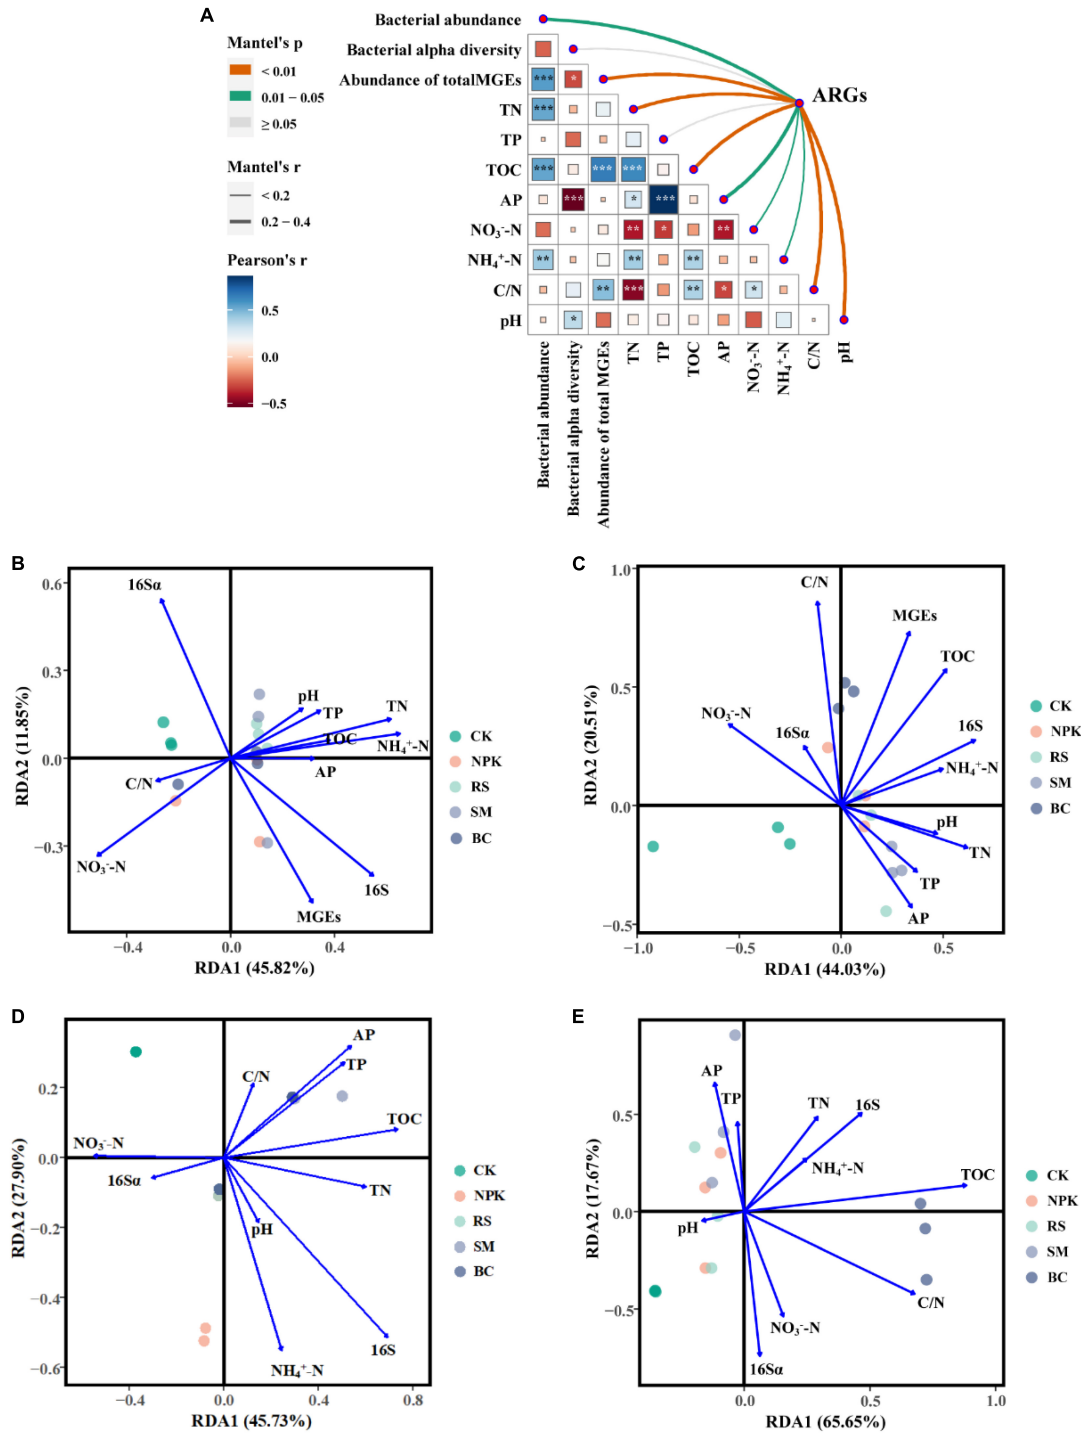 A
Mantel's p
< 0.01
0.01 – 0.05
≥ 0.05
Mantel's r
< 0.2
0.2 – 0.4
Pearson's r
0.5
0.0
−0.5
Bacterial abundance
Bacterial alpha diversity
Abundance of totalMGEs
*** *
TN
***
TP
TOC
*** *** ***
AP
*** * ***
NO₃⁻-N
** * **
NH₄⁺-N
** ** **
C/N
** *** ** * *
pH
*
ARGs
Bacterial abundance
Bacterial alpha diversity
Abundance of total MGEs
TN
TP
TOC
AP
NO₃⁻-N
NH₄⁺-N
C/N
pH
B
RDA2 (11.85%)
0.6
0.3
0.0
−0.3
16Sα
pH
TP
TN
TOC
NH₄⁺-N
AP
C/N
NO₃⁻-N
16S
MGEs
−0.4
0.0
0.4
RDA1 (45.82%)
CK
NPK
RS
SM
BC
C
RDA2 (20.51%)
1.0
0.5
0.0
−0.5
C/N
MGEs
TOC
NO₃⁻-N
16Sα
16S
NH₄⁺-N
pH
TN
TP
AP
−1.0
−0.5
0.0
0.5
RDA1 (44.03%)
CK
NPK
RS
SM
BC
D
RDA2 (27.90%)
0.2
0.0
−0.2
−0.4
−0.6
AP
TP
C/N
TOC
NO₃⁻-N
16Sα
TN
pH
16S
NH₄⁺-N
−0.4
0.0
0.4
0.8
RDA1 (45.73%)
CK
NPK
RS
SM
BC
E
RDA2 (17.67%)
0.5
0.0
−0.5
AP
TP
TN
16S
NH₄⁺-N
TOC
pH
C/N
NO₃⁻-N
16Sα
0.0
0.5
1.0
RDA1 (65.65%)
CK
NPK
RS
SM
BC